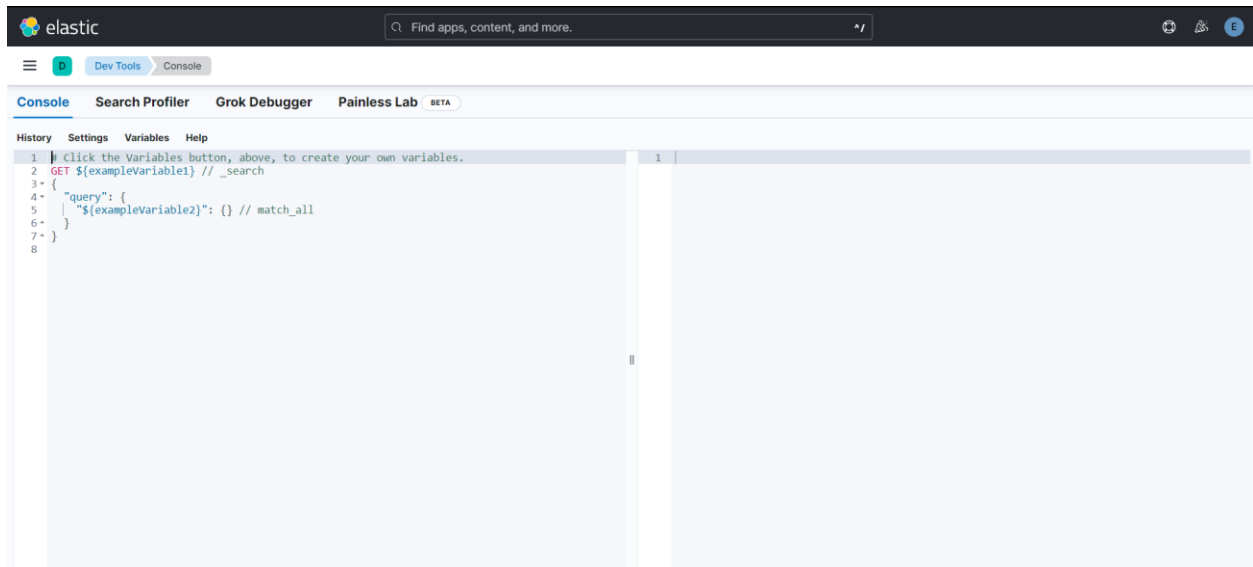 elastic
Find apps, content, and more.
^/
E
D
Dev Tools
Console
Console
Search Profiler
Grok Debugger
Painless Lab
BETA
History
Settings
Variables
Help
1 # Click the Variables button, above, to create your own variables.
2 GET ${exampleVariable1} // _search
3 {
4 "query": {
5 "${exampleVariable2}": {} // match_all
6 }
7 }
8
1